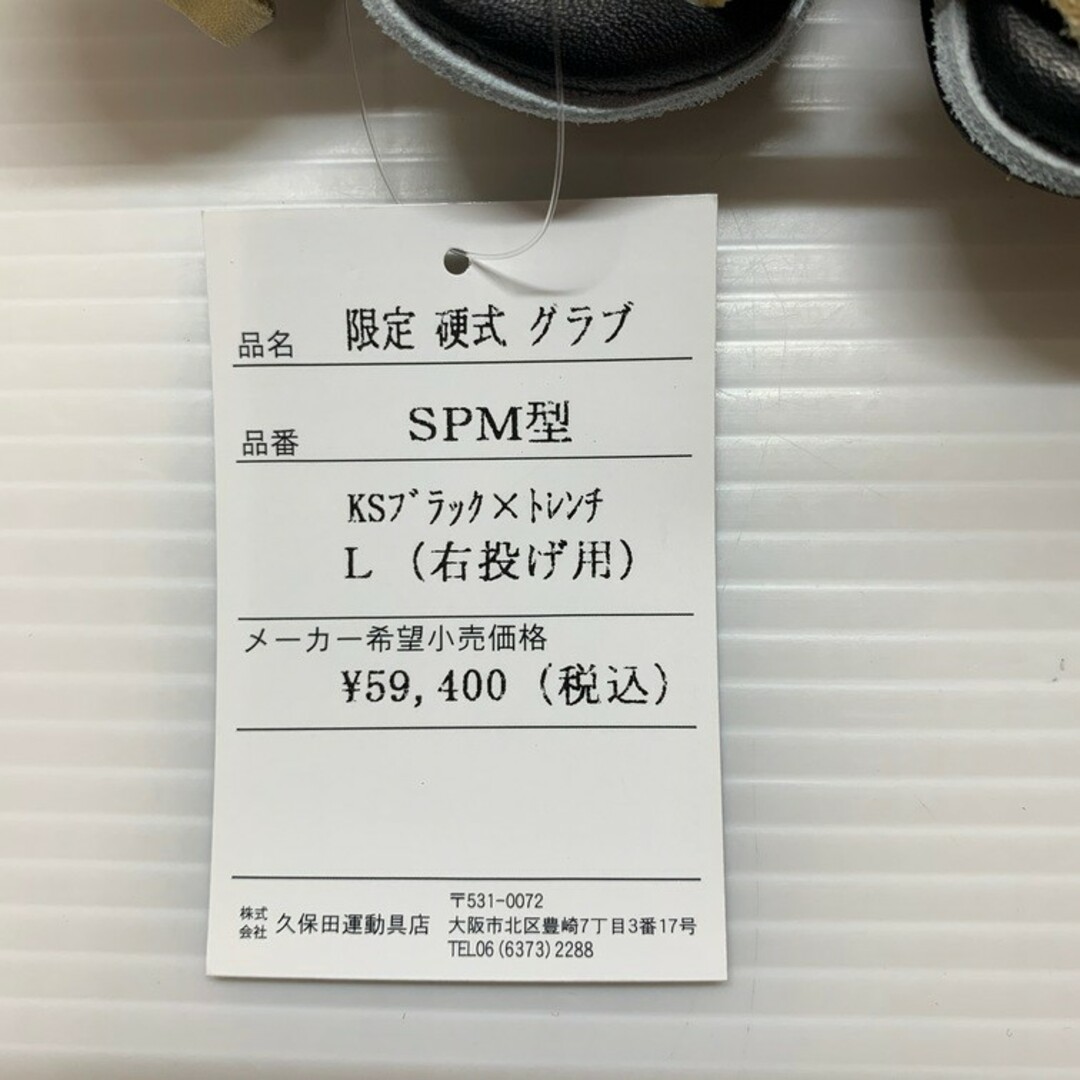 品名 限定 硬式 グラブ
品番 SPM型
KSﾌﾞﾗｯｸ×ﾄﾚﾝﾁ
L (右投げ用)
メーカー希望小売価格
¥59,400 (税込)
株式会社 久保田運動具店
〒531-0072
大阪市北区豊崎7丁目3番17号
TEL06(6373)2288